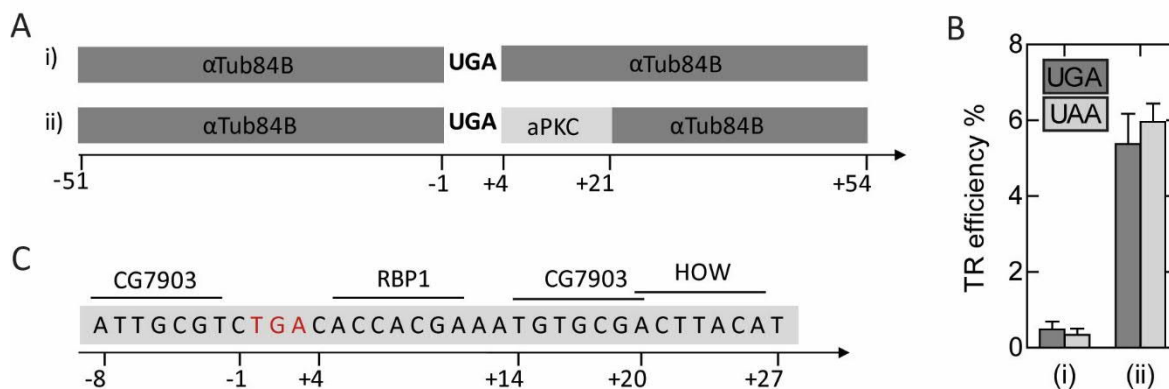 A
i) αTub84B UGA αTub84B
ii) αTub84B UGA aPKC αTub84B
-51 -1 +4 +21 +54
B
TR efficiency %
8
6
4
2
0
UGA
UAA
(i) (ii)
C
CG7903 RBP1 CG7903 HOW
A T T G C G T C T G A C A C C A C G A A A T G T G C G A C T T A C A T
-8 -1 +4 +14 +20 +27